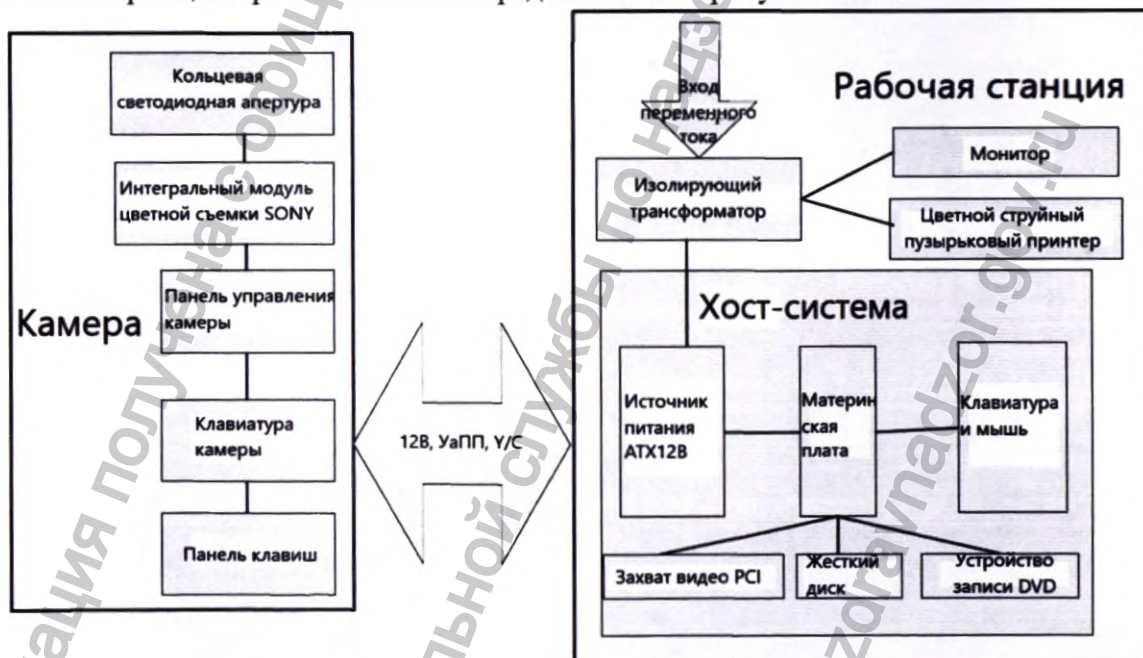 Кольцевая
светодиодная апертура
Интегральный модуль
цветной съемки SONY
Панель управления
камеры
Камера
Клавиатура
камеры
Панель клавиш
12В, УаПП, Y/C
Вход
переменного
тока
Рабочая станция
Изолирующий
трансформатор
Монитор
Цветной струйный
пузырьковый принтер
Хост-система
Источник
питания
ATX12В
Материн
ская
плата
Клавиатура
и мышь
Захват видео PCI
Жесткий
диск
Устройство
записи DVD